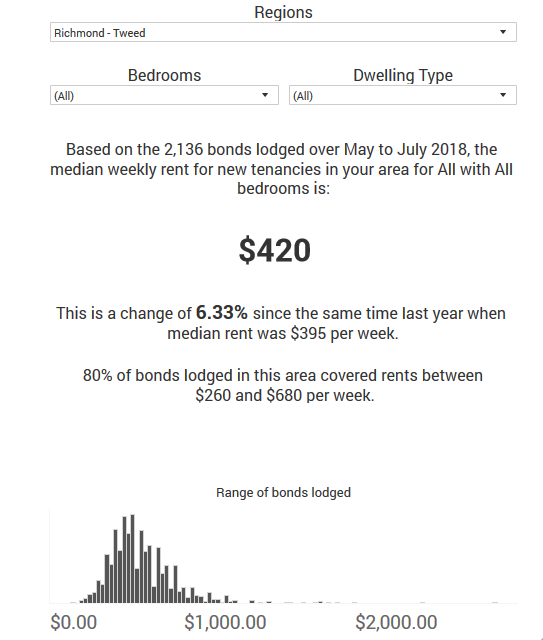 Regions
Richmond - Tweed
Bedrooms
Dwelling Type
(All)
(All)
Based on the 2,136 bonds lodged over May to July 2018, the
median weekly rent for new tenancies in your area for All with All
bedrooms is:
$420
This is a change of 6.33% since the same time last year when
median rent was $395 per week.
80% of bonds lodged in this area covered rents between
$260 and $680 per week.
Range of bonds lodged
$0.00
$1,000.00
$2,000.00